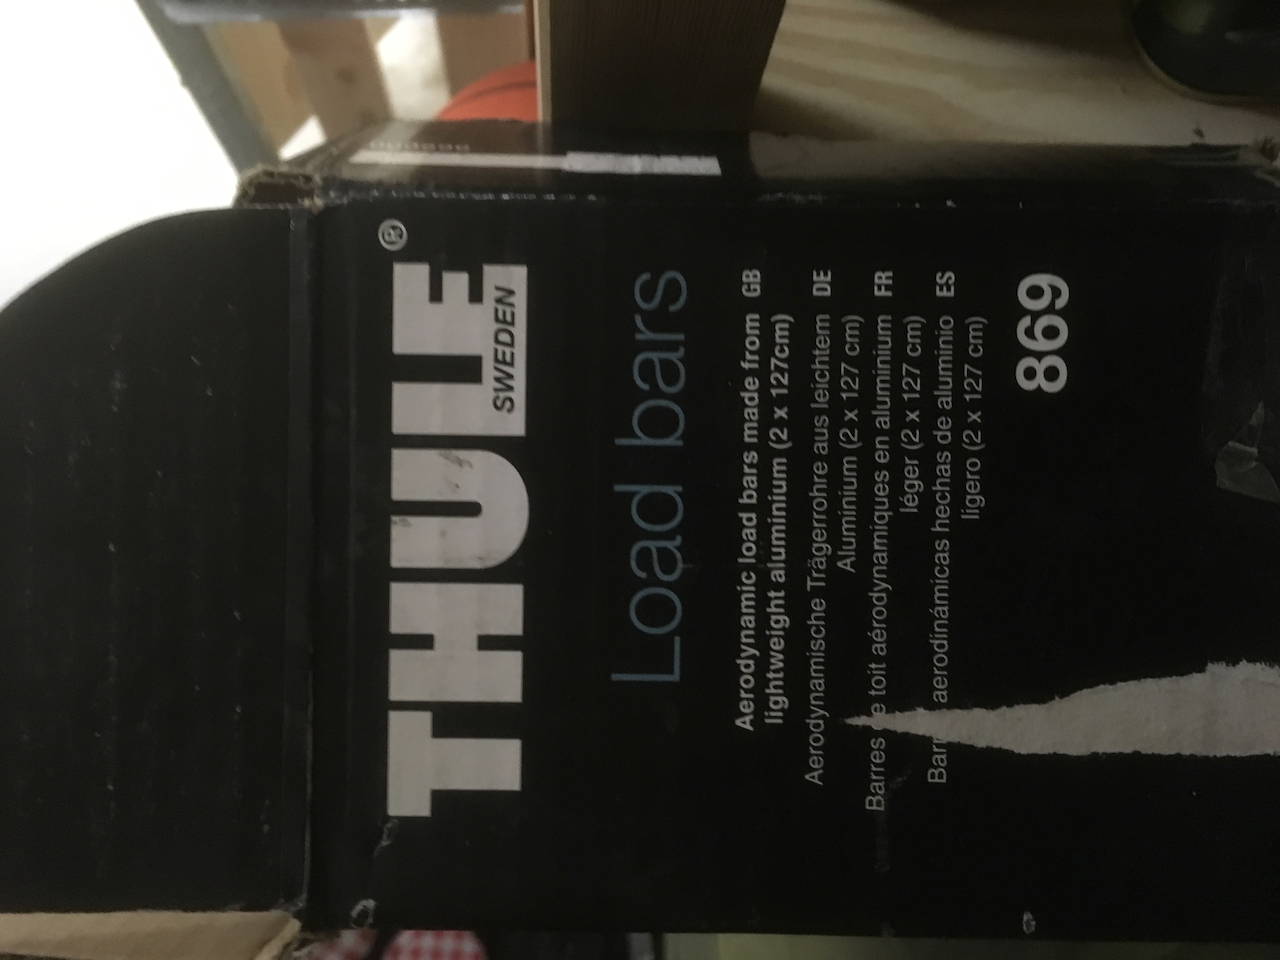 THULE®
SWEDEN
Load bars
Aerodynamic load bars made from GB
lightweight aluminium (2 x 127cm)
Aerodynamische Trägerrohre aus leichtem DE
Aluminium (2 x 127 cm)
Barres e toit aérodynamiques en aluminium FR
léger (2 x 127 cm)
Barr aerodinámicas hechas de aluminio ES
ligero (2 x 127 cm)
869